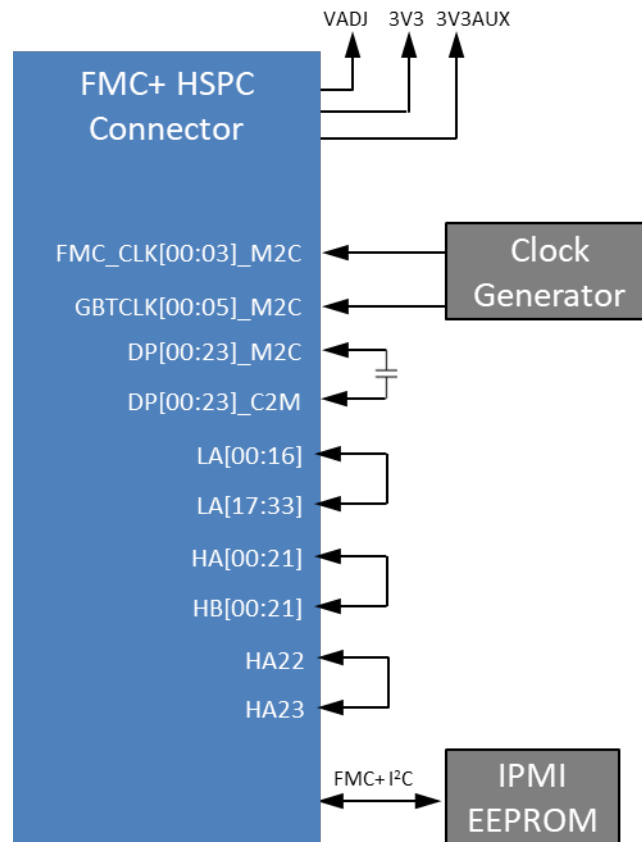 VADJ 3V3 3V3AUX
FMC+ HSPC
Connector
FMC_CLK[00:03]_M2C
GBTCLK[00:05]_M2C
Clock
Generator
DP[00:23]_M2C
DP[00:23]_C2M
LA[00:16]
LA[17:33]
HA[00:21]
HB[00:21]
HA22
HA23
FMC+ I²C
IPMI
EEPROM